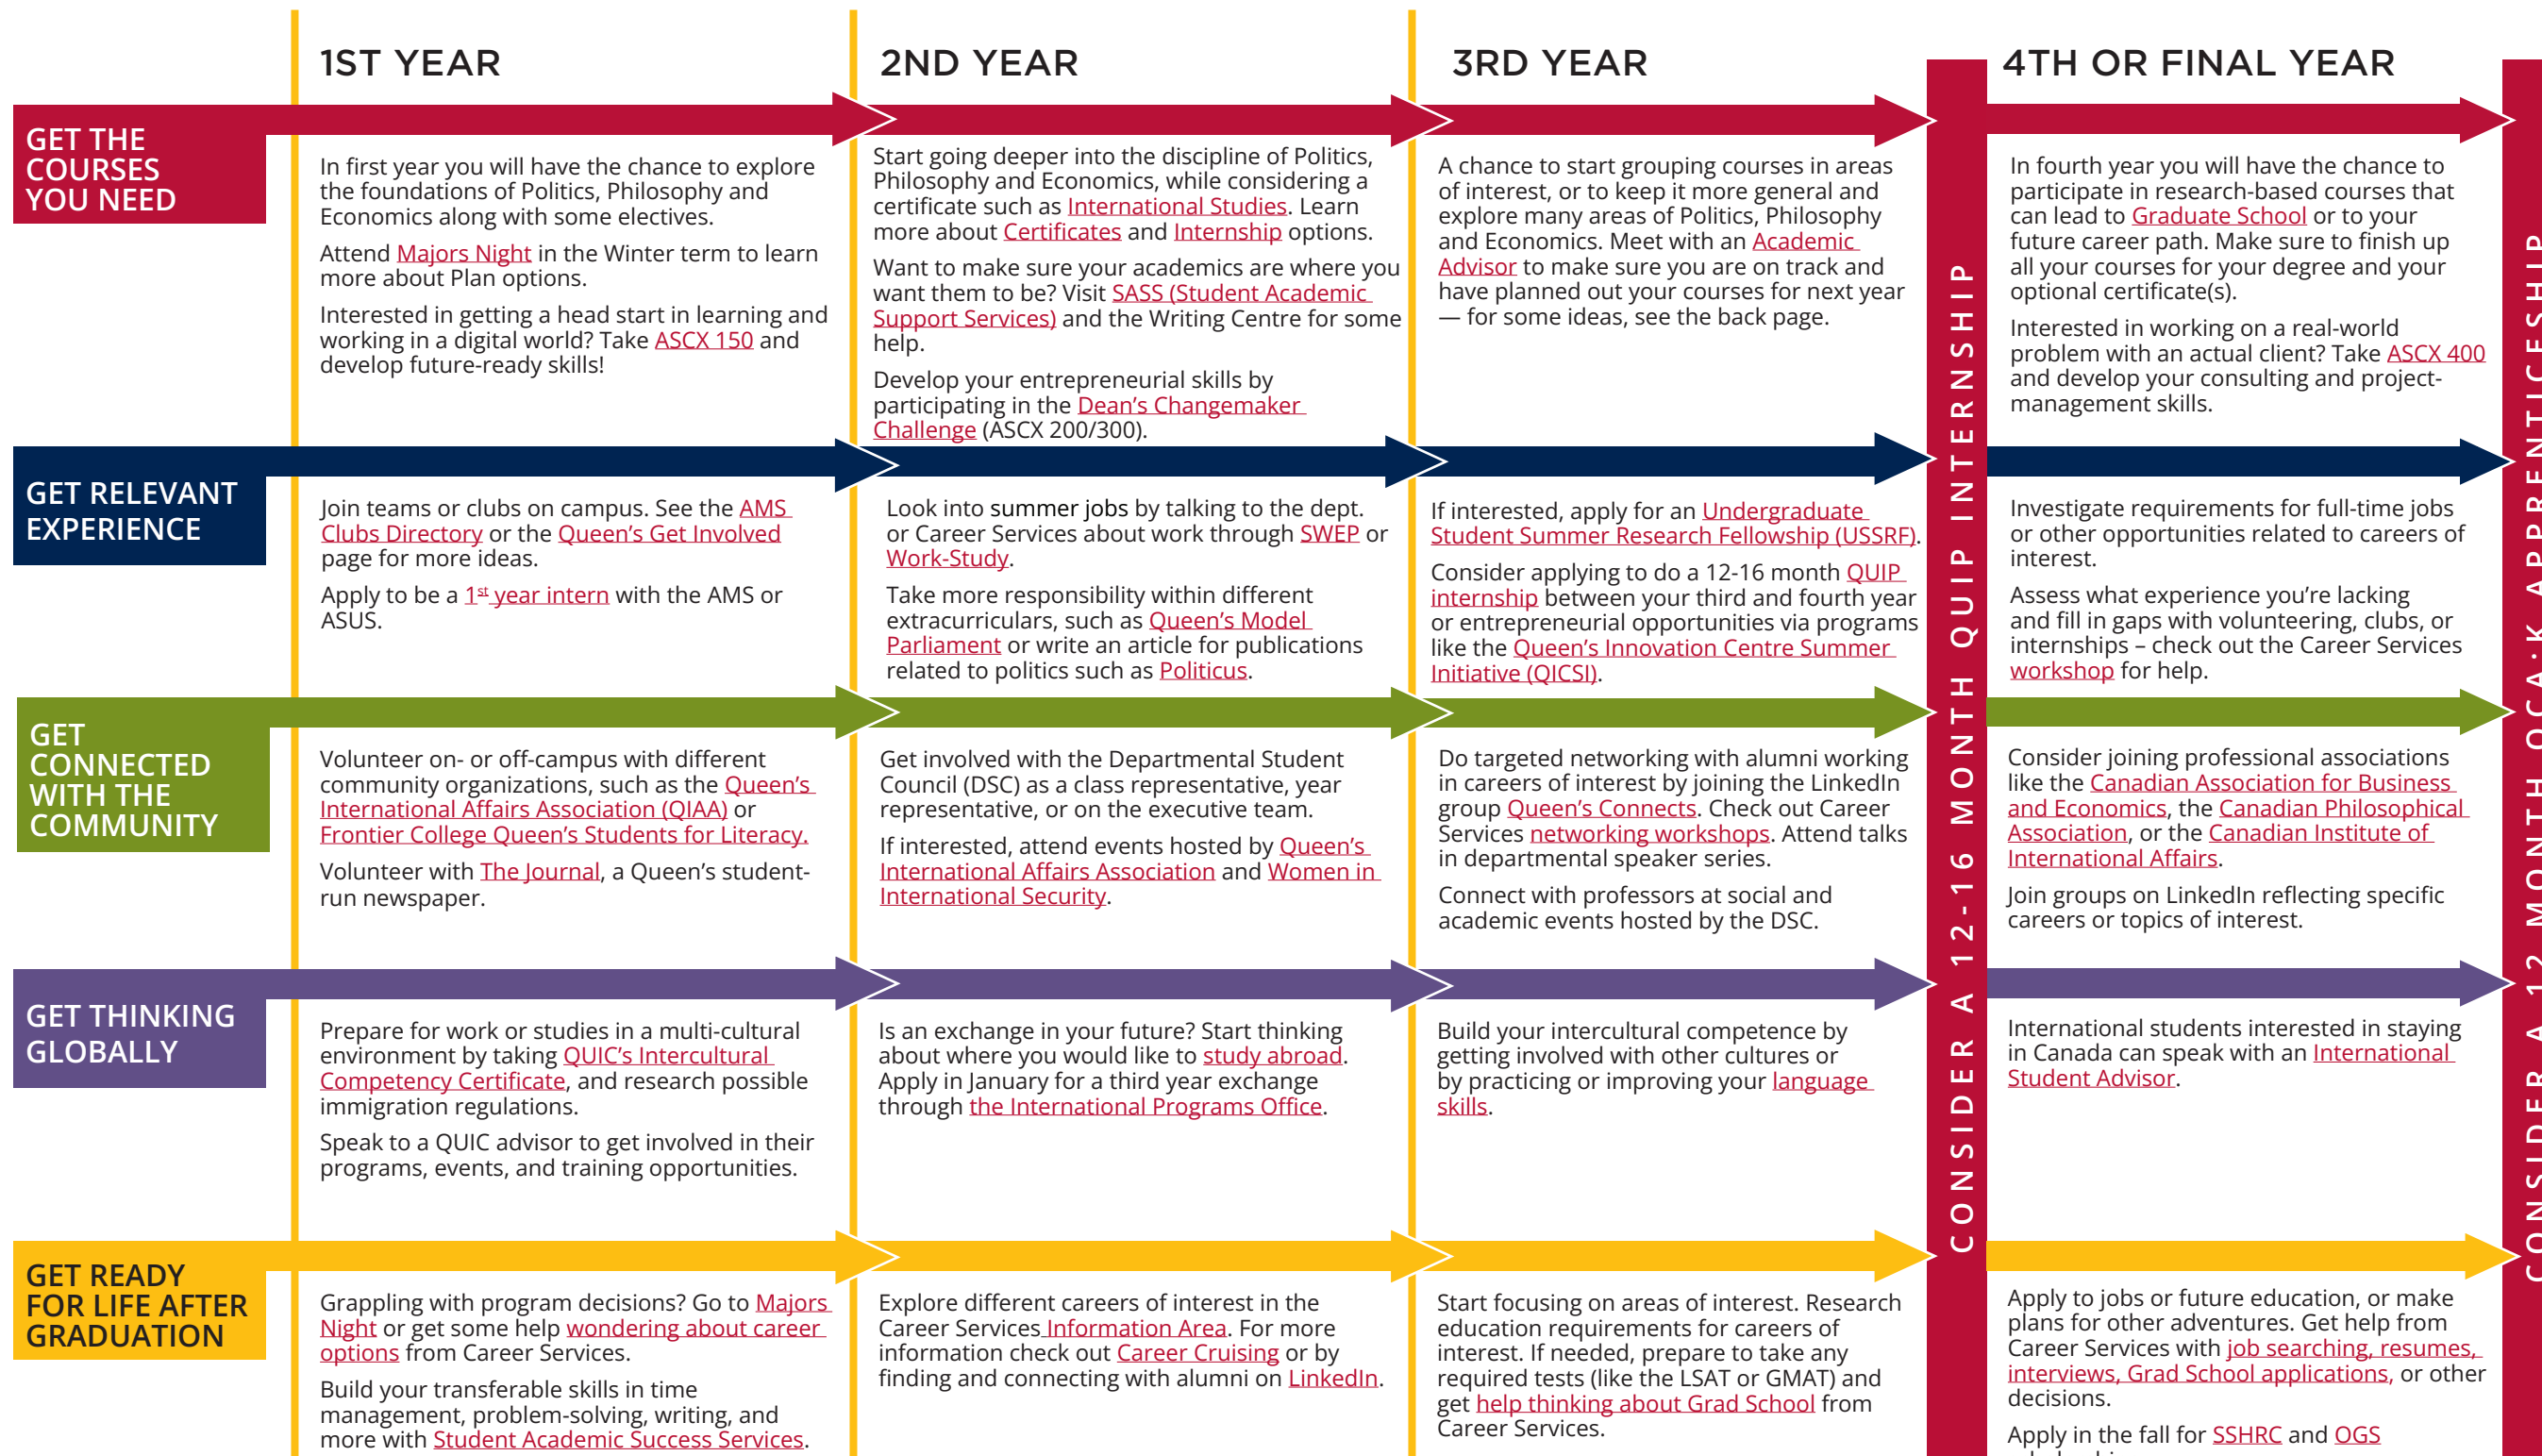 1ST YEAR
2ND YEAR
3RD YEAR
4TH OR FINAL YEAR
GET THE
COURSES
YOU NEED
In first year you will have the chance to explore
the foundations of Politics, Philosophy and
Economics along with some electives.
Attend Majors Night in the Winter term to learn
more about Plan options.
Interested in getting a head start in learning and
working in a digital world? Take ASCX 150 and
develop future-ready skills!
Start going deeper into the discipline of Politics,
Philosophy and Economics, while considering a
certificate such as International Studies. Learn
more about Certificates and Internship options.
Want to make sure your academics are where you
want them to be? Visit SASS (Student Academic
Support Services) and the Writing Centre for some
help.
Develop your entrepreneurial skills by
participating in the Dean’s Changemaker
Challenge (ASCX 200/300).
A chance to start grouping courses in areas
of interest, or to keep it more general and
explore many areas of Politics, Philosophy
and Economics. Meet with an Academic
Advisor to make sure you are on track and
have planned out your courses for next year
— for some ideas, see the back page.
In fourth year you will have the chance to
participate in research-based courses that
can lead to Graduate School or to your
future career path. Make sure to finish up
all your courses for your degree and your
optional certificate(s).
Interested in working on a real-world
problem with an actual client? Take ASCX 400
and develop your consulting and project-
management skills.
GET RELEVANT
EXPERIENCE
Join teams or clubs on campus. See the AMS
Clubs Directory or the Queen’s Get Involved
page for more ideas.
Apply to be a 1st year intern with the AMS or
ASUS.
Look into summer jobs by talking to the dept.
or Career Services about work through SWEP or
Work-Study.
Take more responsibility within different
extracurriculars, such as Queen’s Model
Parliament or write an article for publications
related to politics such as Politicus.
If interested, apply for an Undergraduate
Student Summer Research Fellowship (USSRF).
Consider applying to do a 12-16 month QUIP
internship between your third and fourth year
or entrepreneurial opportunities via programs
like the Queen’s Innovation Centre Summer
Initiative (QICSI).
Investigate requirements for full-time jobs
or other opportunities related to careers of
interest.
Assess what experience you’re lacking
and fill in gaps with volunteering, clubs, or
internships – check out the Career Services
workshop for help.
GET
CONNECTED
WITH THE
COMMUNITY
Volunteer on- or off-campus with different
community organizations, such as the Queen’s
International Affairs Association (QIAA) or
Frontier College Queen’s Students for Literacy.
Volunteer with The Journal, a Queen’s student-
run newspaper.
Get involved with the Departmental Student
Council (DSC) as a class representative, year
representative, or on the executive team.
If interested, attend events hosted by Queen’s
International Affairs Association and Women in
International Security.
Do targeted networking with alumni working
in careers of interest by joining the LinkedIn
group Queen’s Connects. Check out Career
Services networking workshops. Attend talks
in departmental speaker series.
Connect with professors at social and
academic events hosted by the DSC.
Consider joining professional associations
like the Canadian Association for Business
and Economics, the Canadian Philosophical
Association, or the Canadian Institute of
International Affairs.
Join groups on LinkedIn reflecting specific
careers or topics of interest.
GET THINKING
GLOBALLY
Prepare for work or studies in a multi-cultural
environment by taking QUIC’s Intercultural
Competency Certificate, and research possible
immigration regulations.
Speak to a QUIC advisor to get involved in their
programs, events, and training opportunities.
Is an exchange in your future? Start thinking
about where you would like to study abroad.
Apply in January for a third year exchange
through the International Programs Office.
Build your intercultural competence by
getting involved with other cultures or
by practicing or improving your language
skills.
International students interested in staying
in Canada can speak with an International
Student Advisor.
GET READY
FOR LIFE AFTER
GRADUATION
Grappling with program decisions? Go to Majors
Night or get some help wondering about career
options from Career Services.
Build your transferable skills in time
management, problem-solving, writing, and
more with Student Academic Success Services.
Explore different careers of interest in the
Career Services Information Area. For more
information check out Career Cruising or by
finding and connecting with alumni on LinkedIn.
Start focusing on areas of interest. Research
education requirements for careers of
interest. If needed, prepare to take any
required tests (like the LSAT or GMAT) and
get help thinking about Grad School from
Career Services.
Apply to jobs or future education, or make
plans for other adventures. Get help from
Career Services with job searching, resumes,
interviews, Grad School applications, or other
decisions.
Apply in the fall for SSHRC and OGS
CONSIDER A 12-16 MONTH QUIP INTERNSHIP
CONSIDER A 12 MONTH OCA·K APPRENTICESHIP